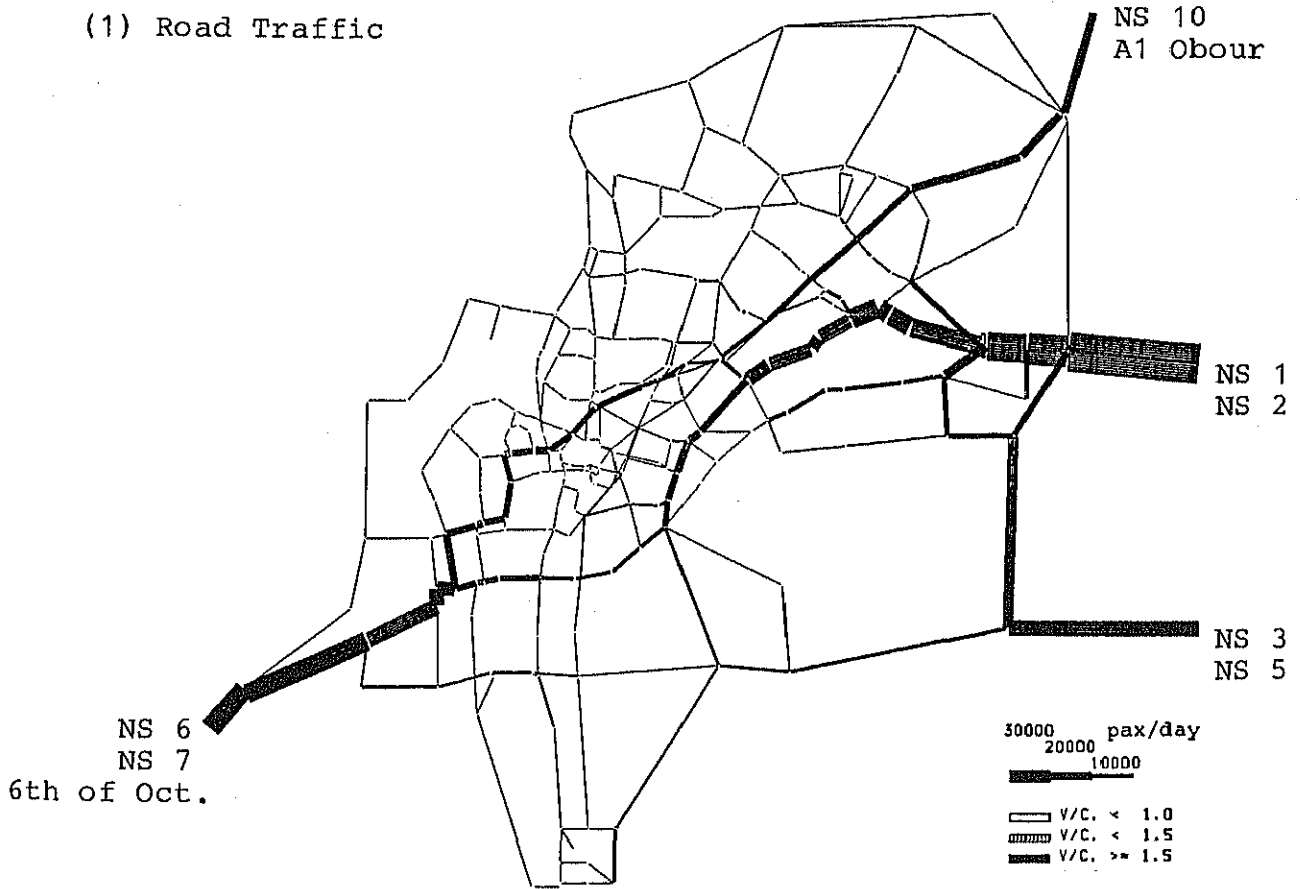 (1) Road Traffic
NS 10
A1 Obour
NS 1
NS 2
NS 3
NS 5
NS 6
NS 7
6th of Oct.
30000 pax/day
20000
10000
V/C. < 1.0
V/C. < 1.5
V/C. >= 1.5